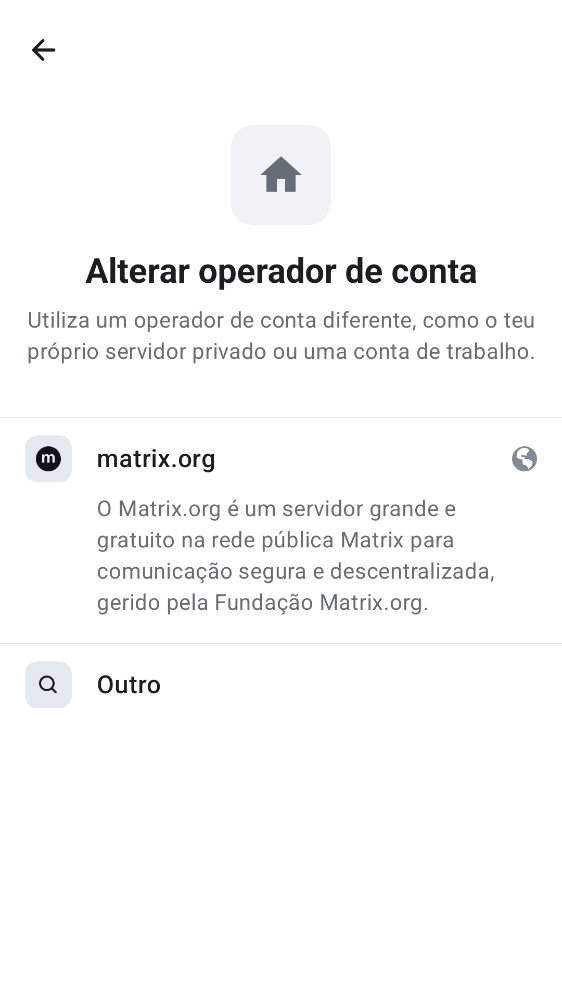 Alterar operador de conta
Utiliza um operador de conta diferente, como o teu
próprio servidor privado ou uma conta de trabalho.
m
matrix.org
O Matrix.org é um servidor grande e
gratuito na rede pública Matrix para
comunicação segura e descentralizada,
gerido pela Fundação Matrix.org.
Outro